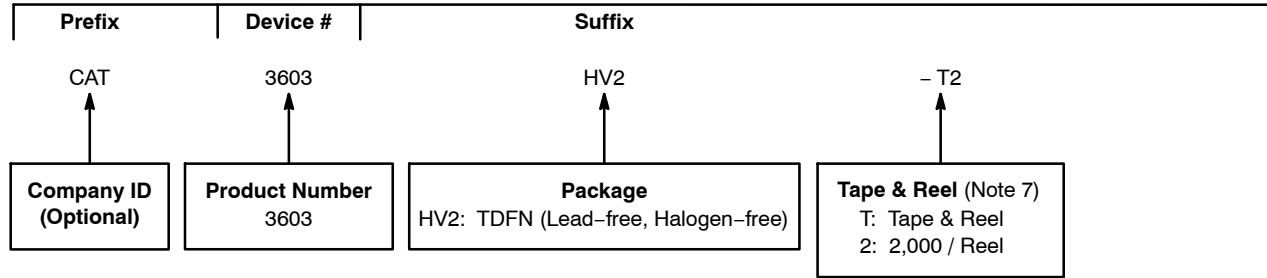 Prefix Device # Suffix
CAT 3603 HV2 – T2
Company ID
(Optional)
Product Number
3603
Package
HV2: TDFN (Lead−free, Halogen−free)
Tape & Reel (Note 7)
T: Tape & Reel
2: 2,000 / Reel